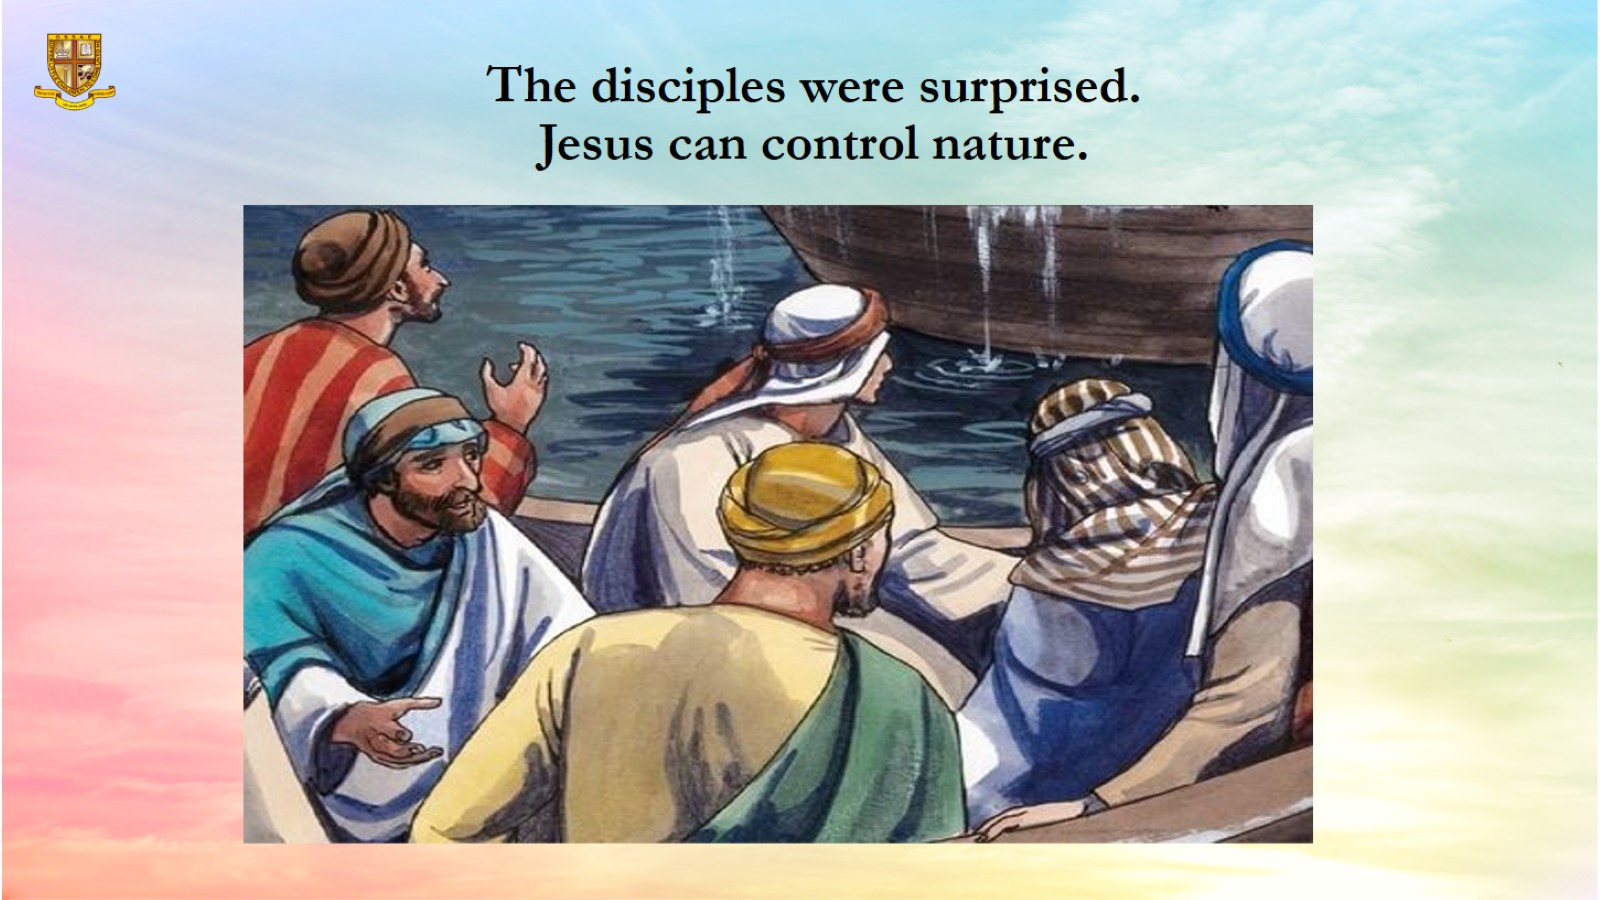 The disciples were surprised.
Jesus can control nature.